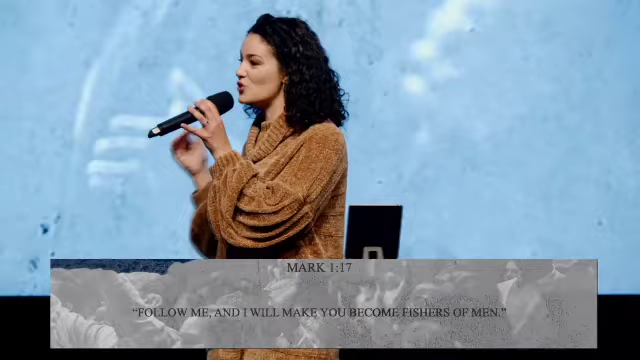 MARK 1:17
“FOLLOW ME, AND I WILL MAKE YOU BECOME FISHERS OF MEN.”